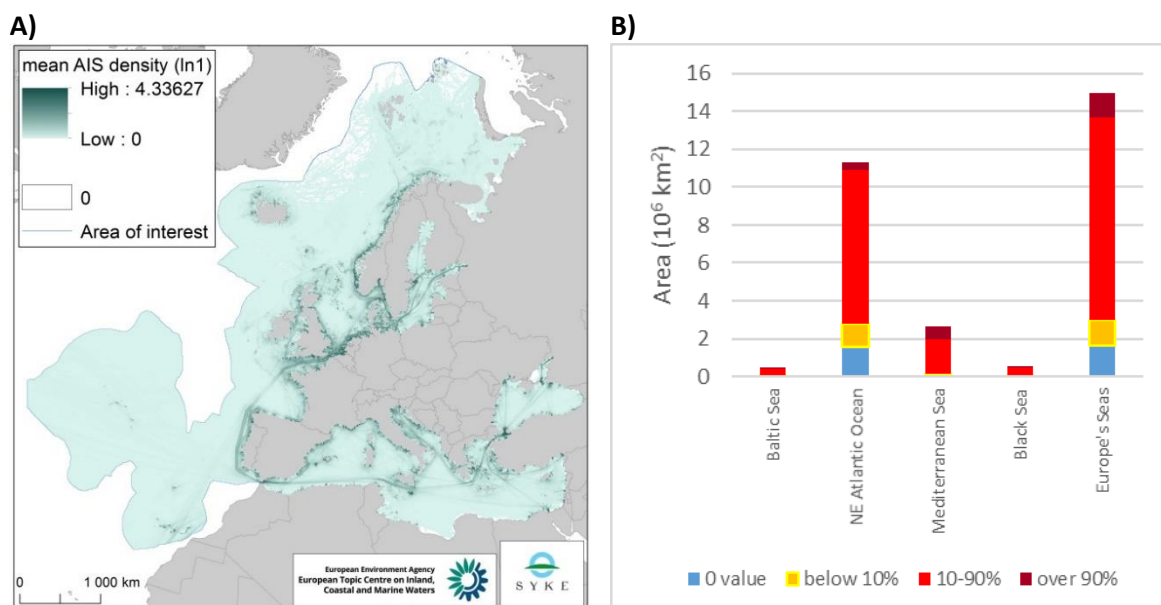 A)
mean AIS density (ln1)
High : 4.33627
Low : 0
0
Area of interest
0
1 000 km
European Environment Agency
European Topic Centre on Inland,
Coastal and Marine Waters
SYKE
B)
16
14
12
10
8
6
4
2
0
Area (10⁶ km²)
Baltic Sea
NE Atlantic Ocean
Mediterranean Sea
Black Sea
Europe's Seas
0 value
below 10%
10-90%
over 90%